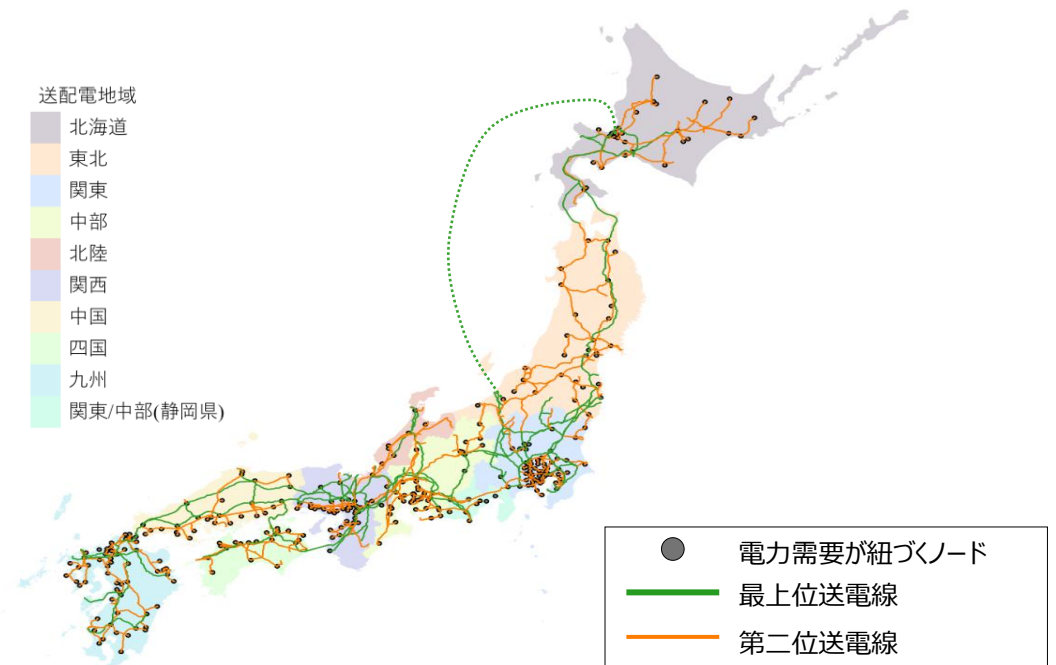 送配電地域
北海道
東北
関東
中部
北陸
関西
中国
四国
九州
関東/中部(静岡県)
電力需要が紐づくノード
最上位送電線
第二位送電線